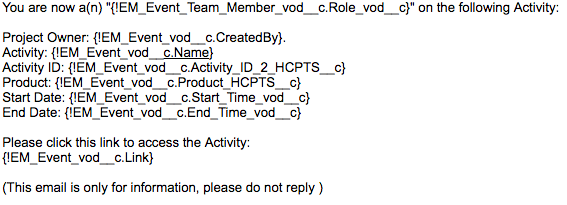 You are now a(n) "{!EM_Event_Team_Member_vod__c.Role_vod__c}" on the following Activity:
Project Owner: {!EM_Event_vod__c.CreatedBy}.
Activity: {!EM_Event_vod__c.Name}
Activity ID: {!EM_Event_vod__c.Activity_ID_2_HCPTS__c}
Product: {!EM_Event_vod__c.Product_HCPTS__c}
Start Date: {!EM_Event_vod__c.Start_Time_vod__c}
End Date: {!EM_Event_vod__c.End_Time_vod__c}
Please click this link to access the Activity:
{!EM_Event_vod__c.Link}
(This email is only for information, please do not reply )